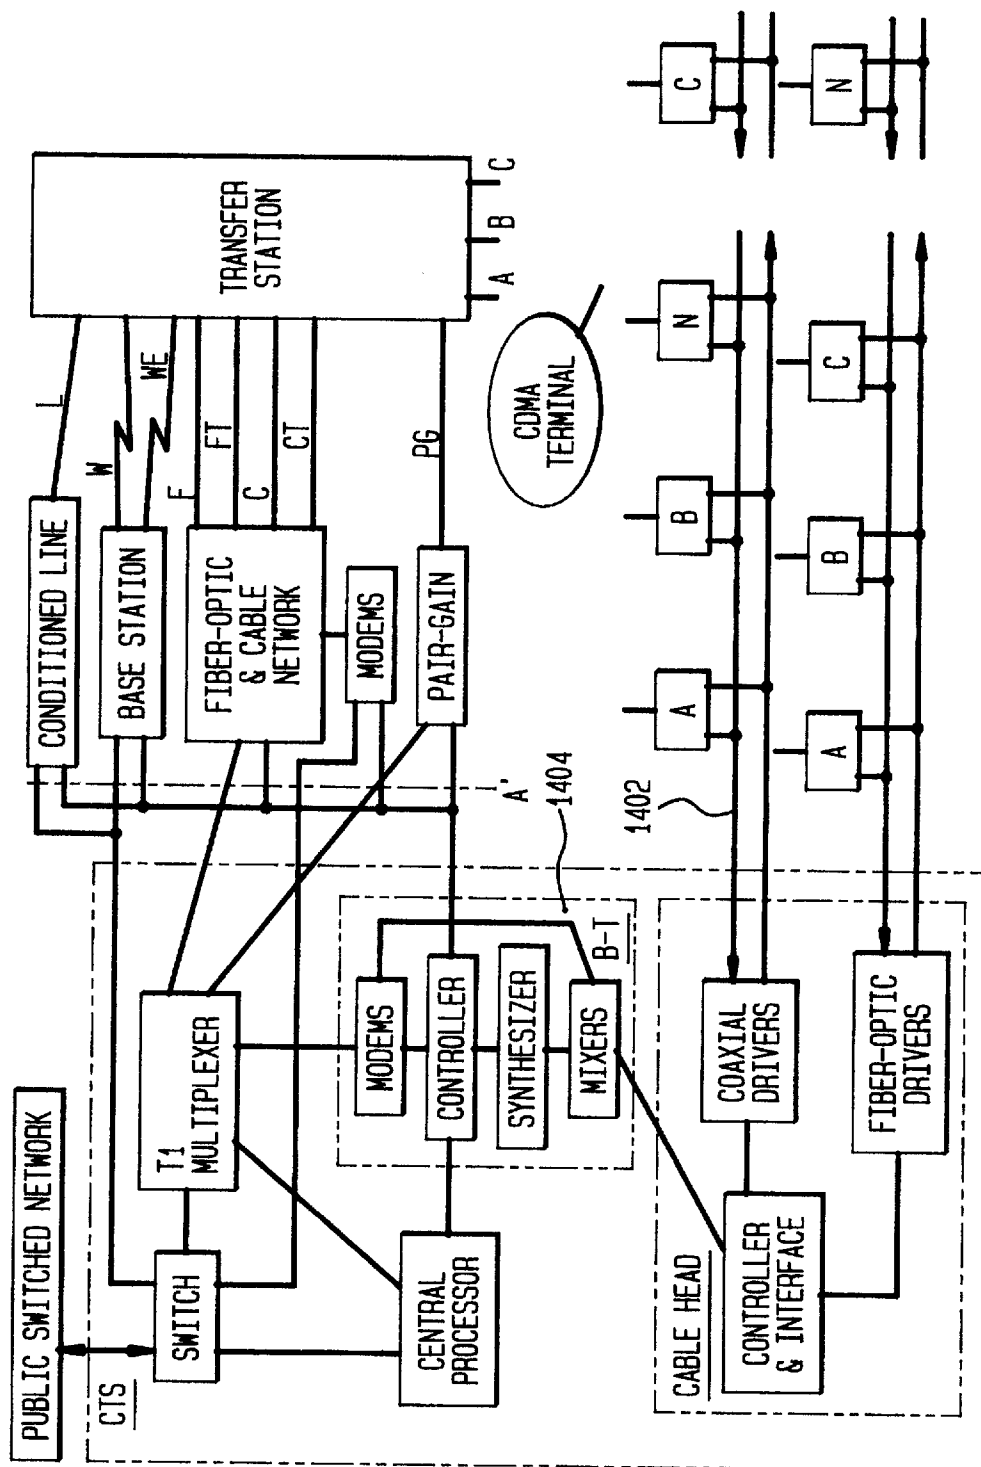 PUBLIC SWITCHED NETWORK
CTS
SWITCH
T1
MULTIPLEXER
CENTRAL
PROCESSOR
MODEMS
CONTROLLER
SYNTHESIZER
MIXERS
B-T
1404
CABLE HEAD
CONTROLLER
& INTERFACE
COAXIAL
DRIVERS
FIBER-OPTIC
DRIVERS
CONDITIONED LINE
BASE STATION
FIBER-OPTIC
& CABLE
NETWORK
MODEMS
PAIR-GAIN
A'
L
W
WE
F
FT
C
CT
PG
TRANSFER
STATION
A
B
C
CDMA
TERMINAL
1402
A
B
N
C
A
B
C
N